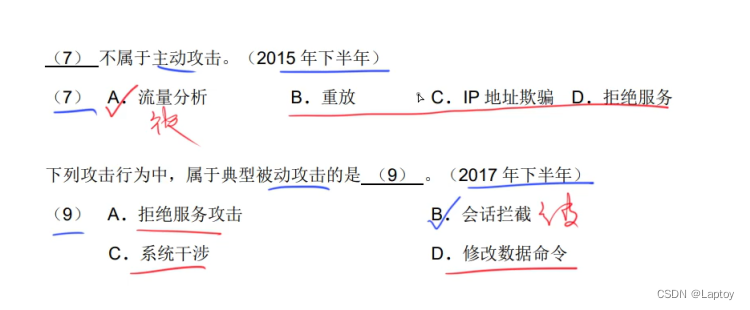 （7） 不属于主动攻击。（2015 年下半年）
（7） A．流量分析 B．重放 C．IP 地址欺骗 D．拒绝服务
被
下列攻击行为中，属于典型被动攻击的是 （9） 。（2017 年下半年）
（9） A．拒绝服务攻击 B．会话拦截 被
C．系统干涉 D．修改数据命令
CSDN @Laptoy